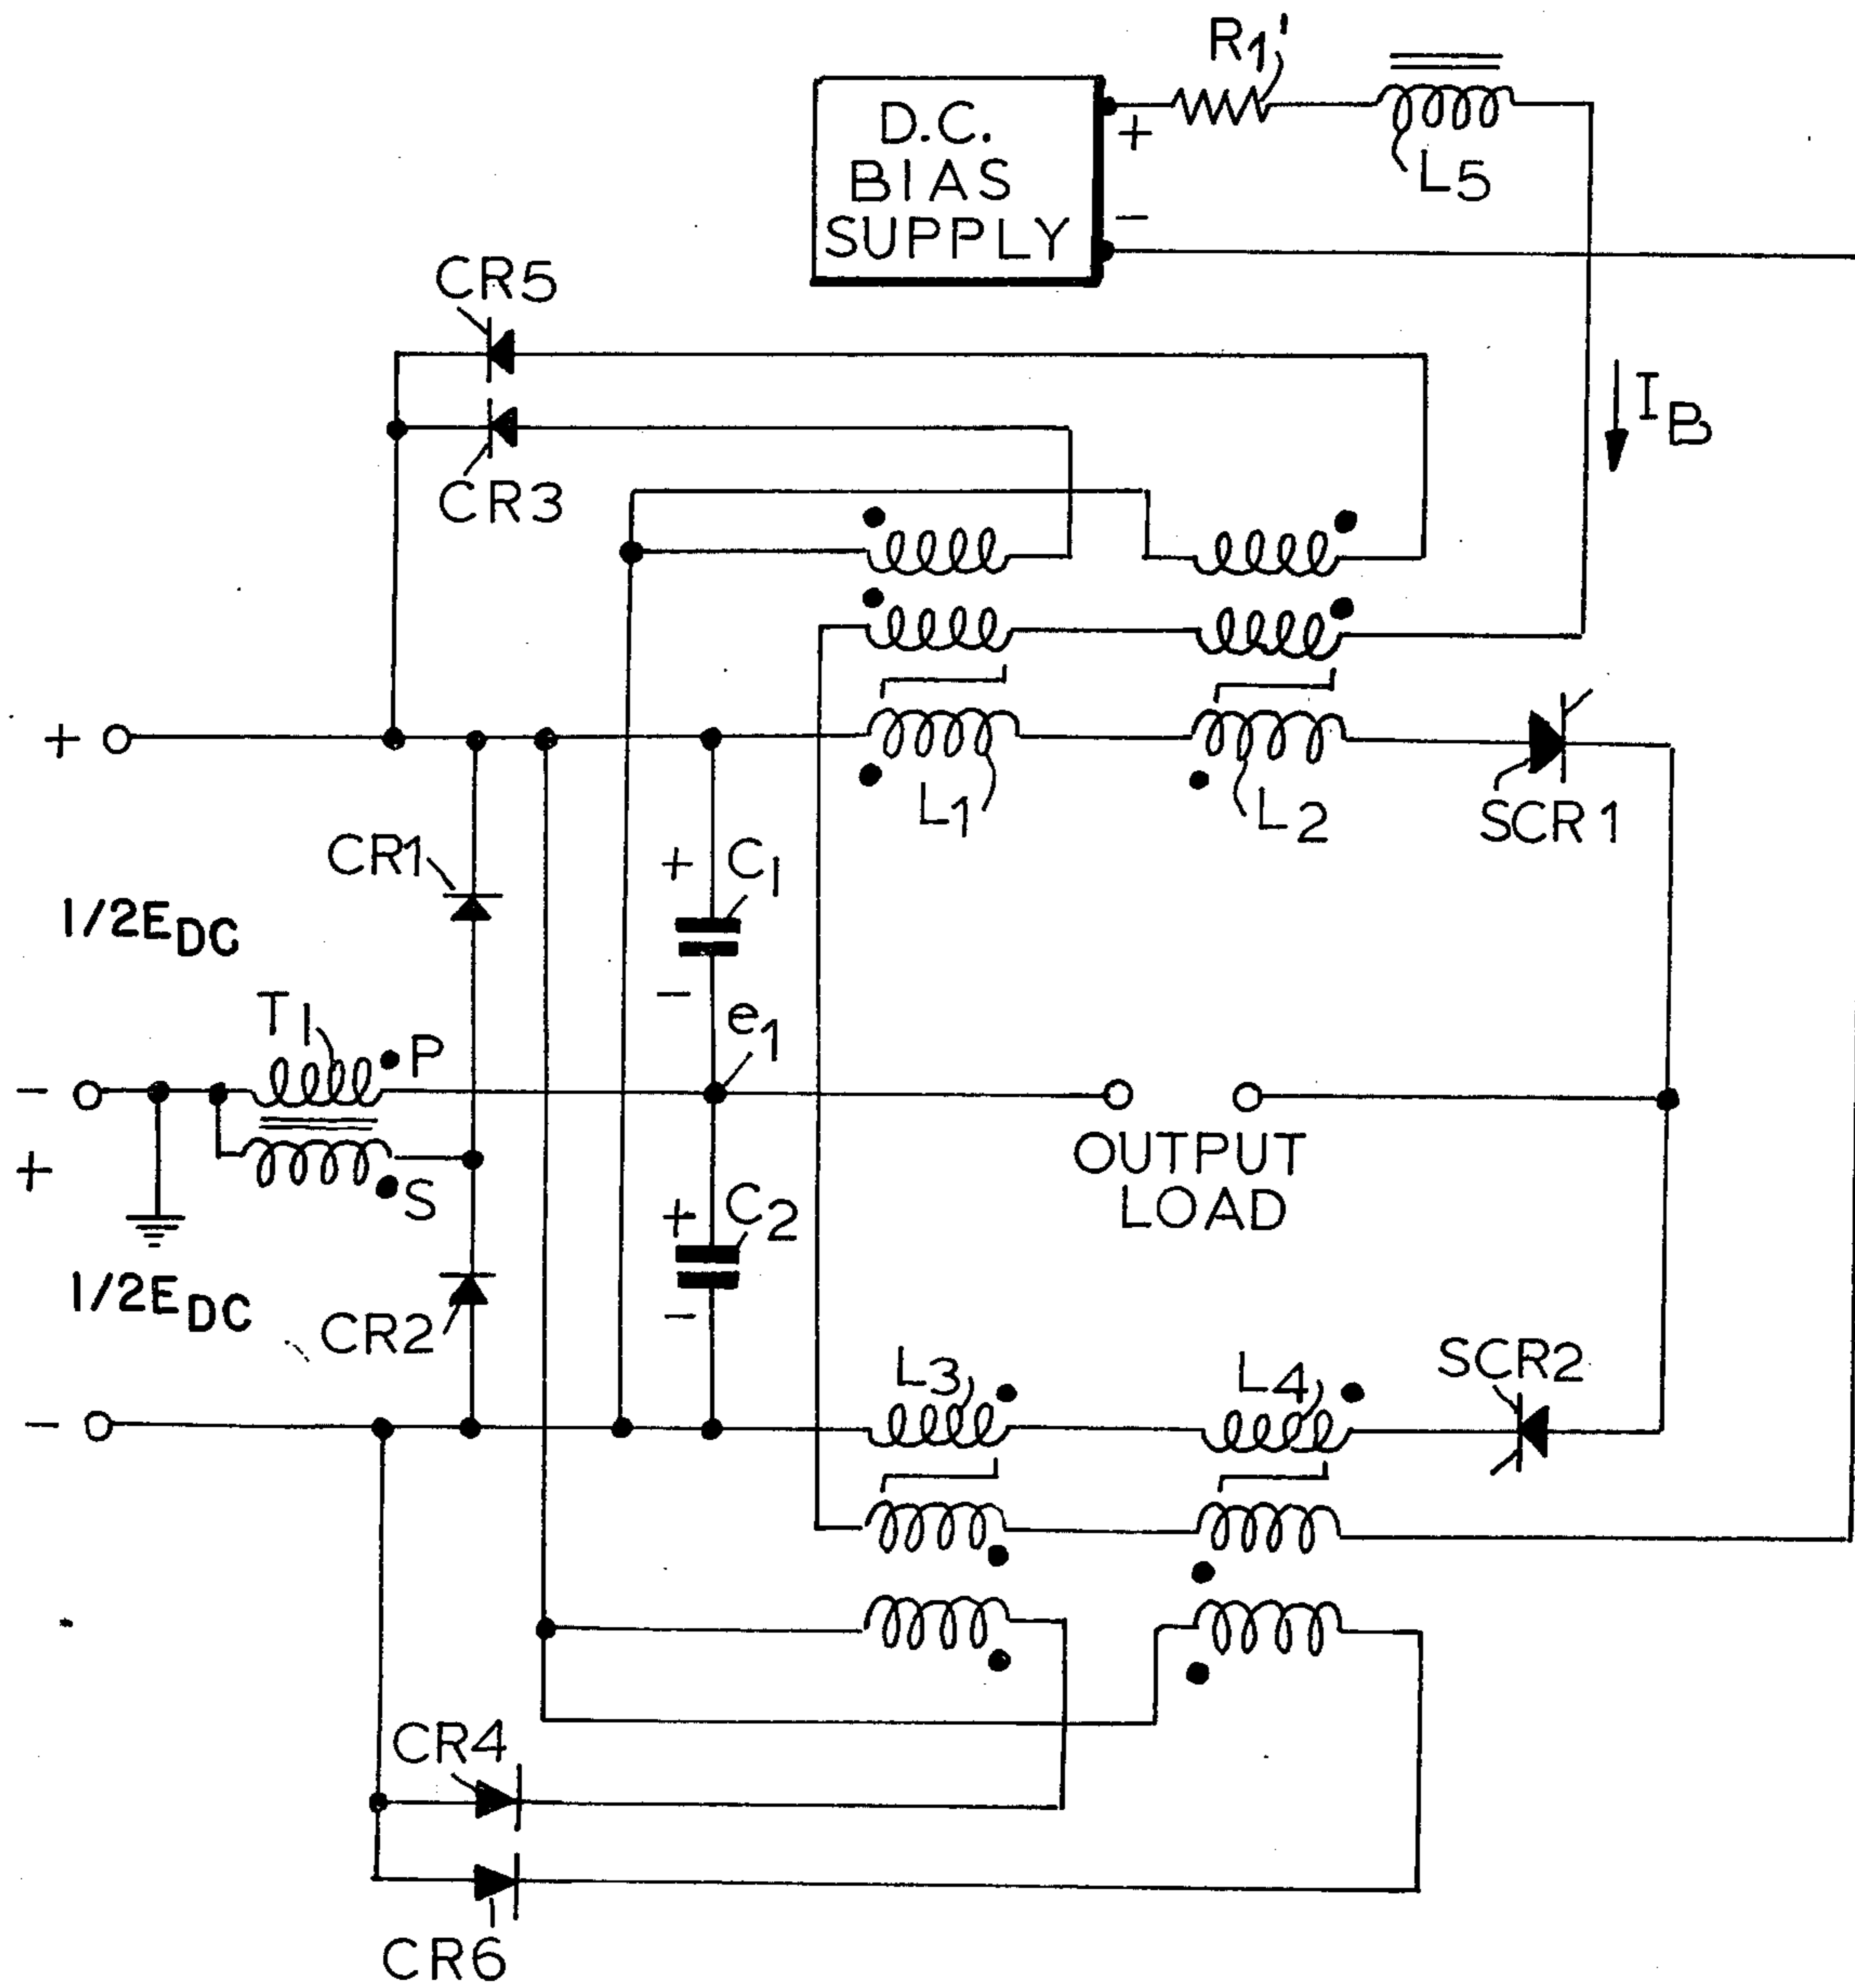 R1'
D.C.
BIAS
SUPPLY
+
-
L5
CR5
IB
CR3
+
L1
L2
SCR1
CR1
+
C1
1/2EDC
-
T1
P
e1
-
+
S
OUTPUT
LOAD
+
C2
1/2EDC
CR2
-
L3
L4
SCR2
-
CR4
CR6